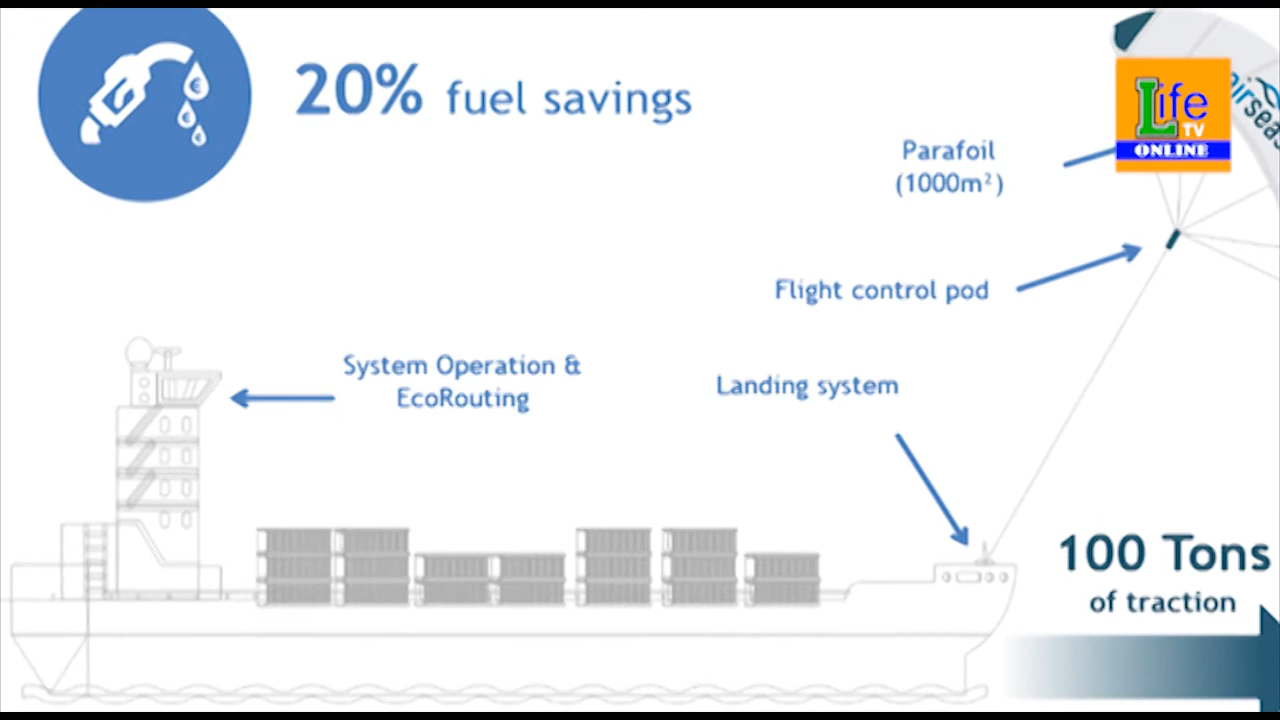 20% fuel savings
Parafoil
(1000m²)
Life
TV
ONLINE
airseas
Flight control pod
System Operation &
EcoRouting
Landing system
100 Tons
of traction